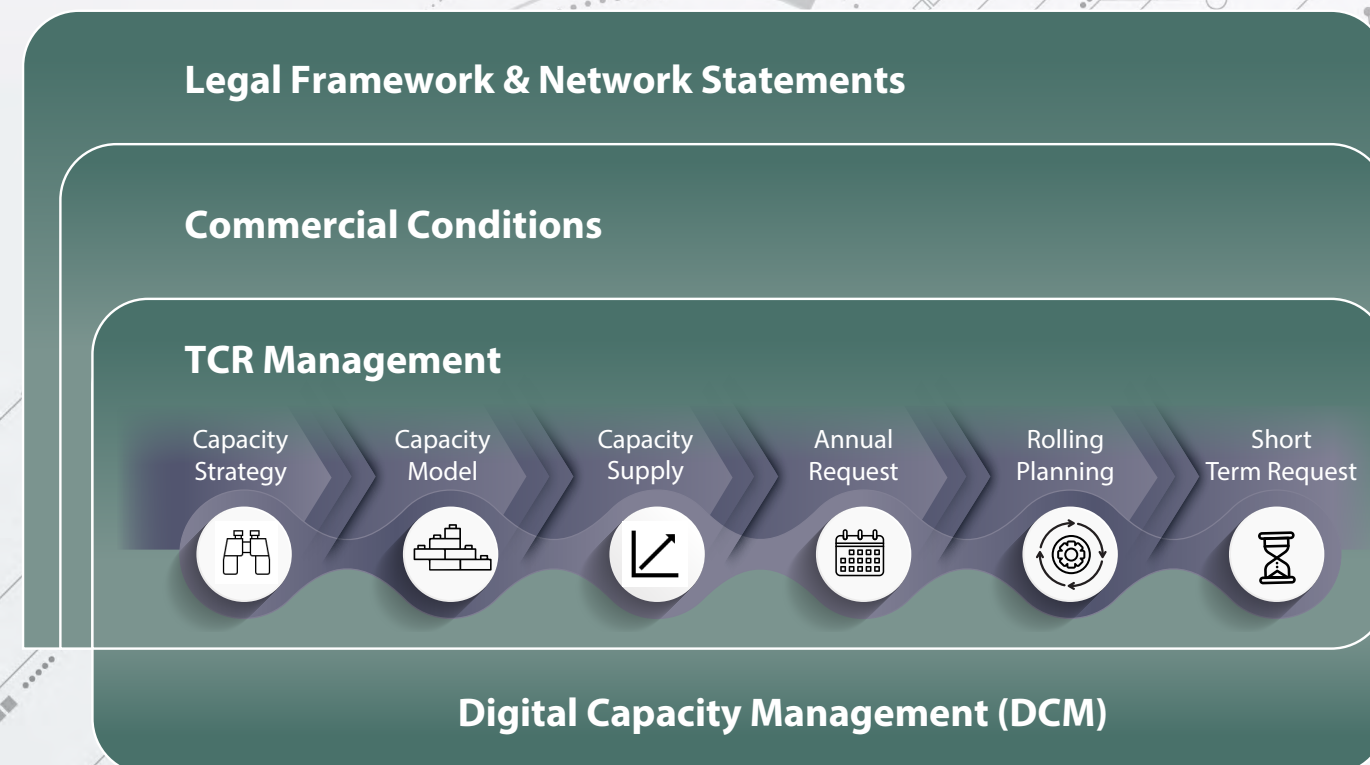 Legal Framework & Network Statements
Commercial Conditions
TCR Management
Capacity
Strategy
Capacity
Model
Capacity
Supply
Annual
Request
Rolling
Planning
Short
Term Request
Digital Capacity Management (DCM)